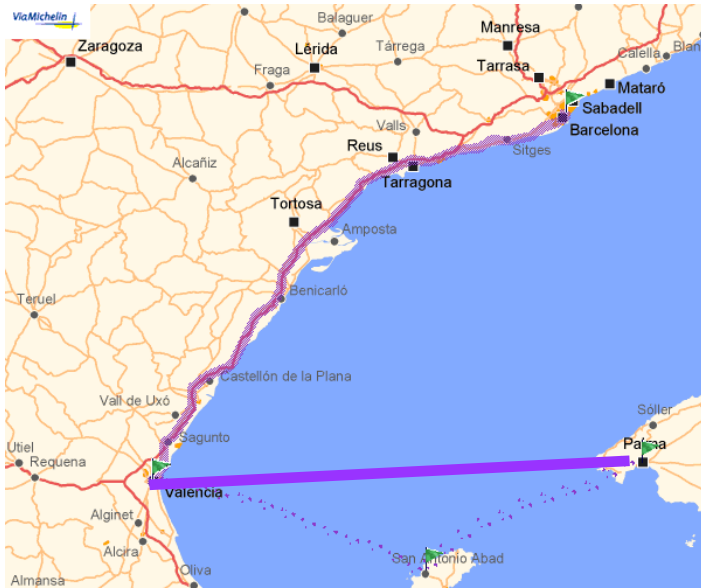 ViaMichelin
Balaguer
Manresa
Zaragoza
Lérida
Tárrega
Calella
Blan
Fraga
Tarrasa
Mataró
Sabadell
Valls
Barcelona
Reus
Sitges
Alcañiz
Tarragona
Tortosa
Amposta
Benicarló
Teruel
Castellón de la Plana
Vall de Uxó
Sóller
Sagunto
Palma
Utiel
Requena
Valencia
Alginet
Alcira
San Antonio Abad
Oliva
Almansa